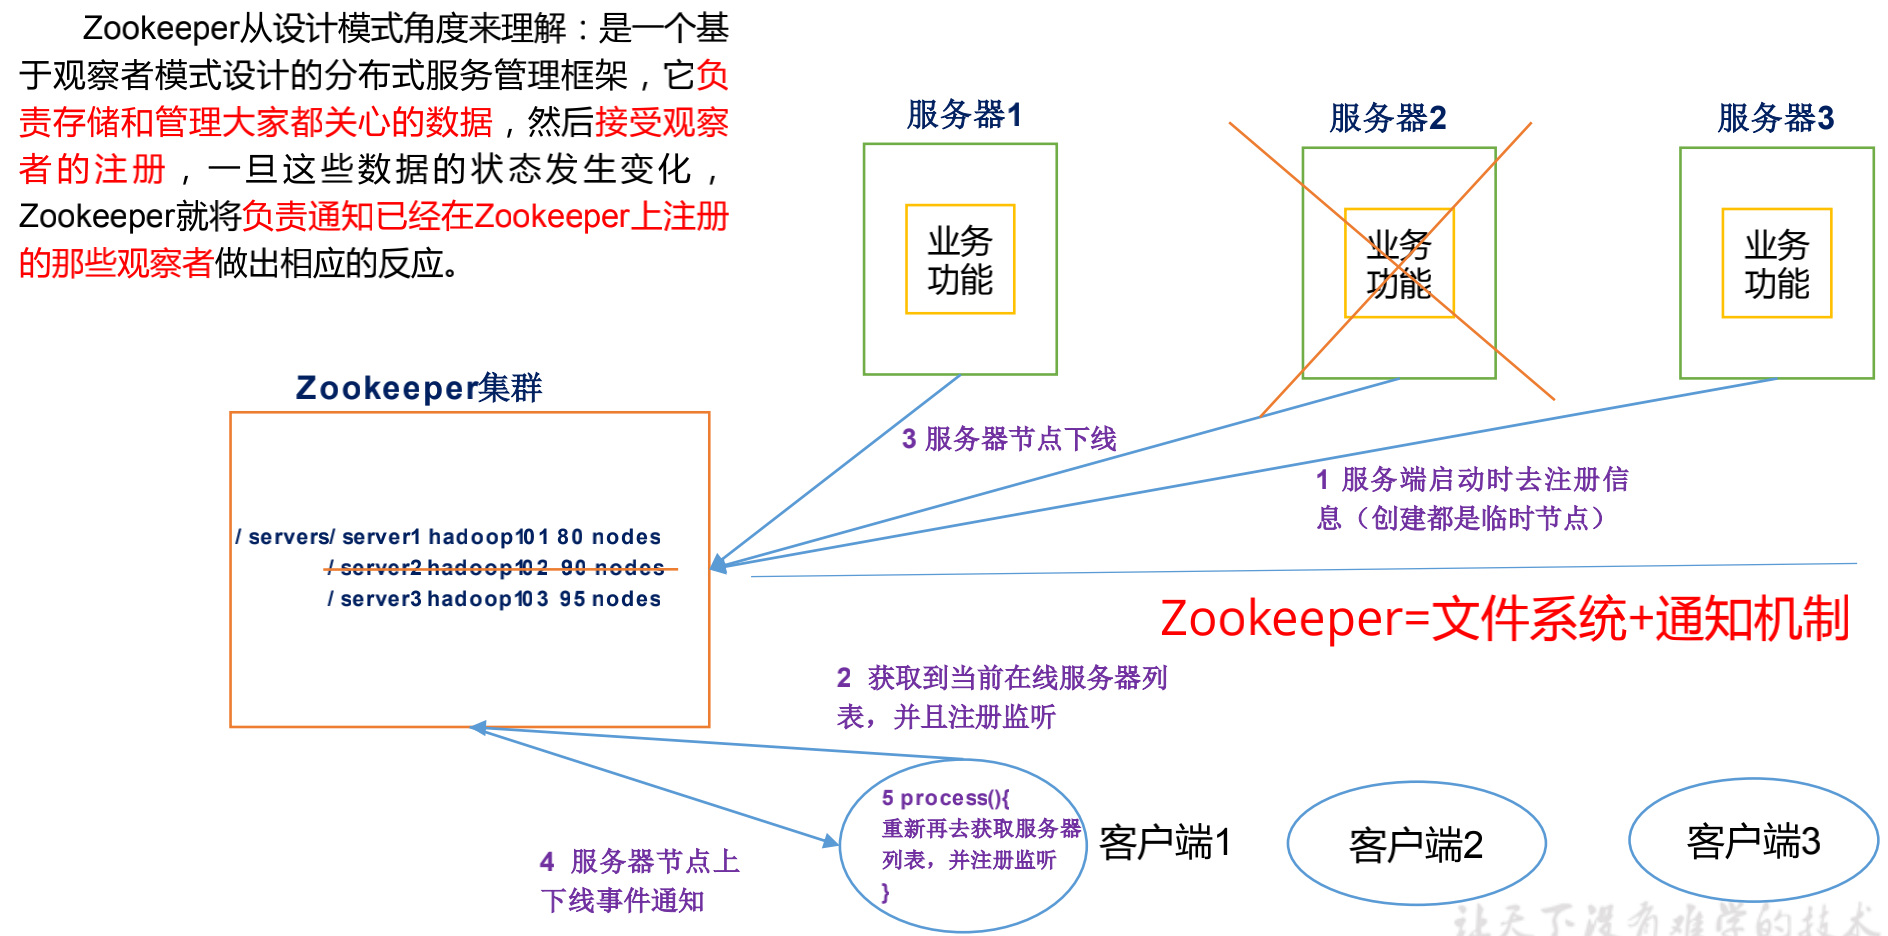 Zookeeper从设计模式角度来理解：是一个基
于观察者模式设计的分布式服务管理框架，它负
责存储和管理大家都关心的数据，然后接受观察
者的注册，一旦这些数据的状态发生变化，
Zookeeper就将负责通知已经在Zookeeper上注册
的那些观察者做出相应的反应。
服务器1
服务器2
服务器3
业务
功能
业务
功能
业务
功能
Zookeeper集群
3 服务器节点下线
1 服务端启动时去注册信
息（创建都是临时节点）
/ servers/ server1 hadoop101 80 nodes
/ server2 hadoop102 90 nodes
/ server3 hadoop103 95 nodes
Zookeeper=文件系统+通知机制
2 获取到当前在线服务器列
表，并且注册监听
5 process(){
重新再去获取服务器
列表，并注册监听
}
客户端1
客户端2
客户端3
4 服务器节点上
下线事件通知
让天下没有难学的技术